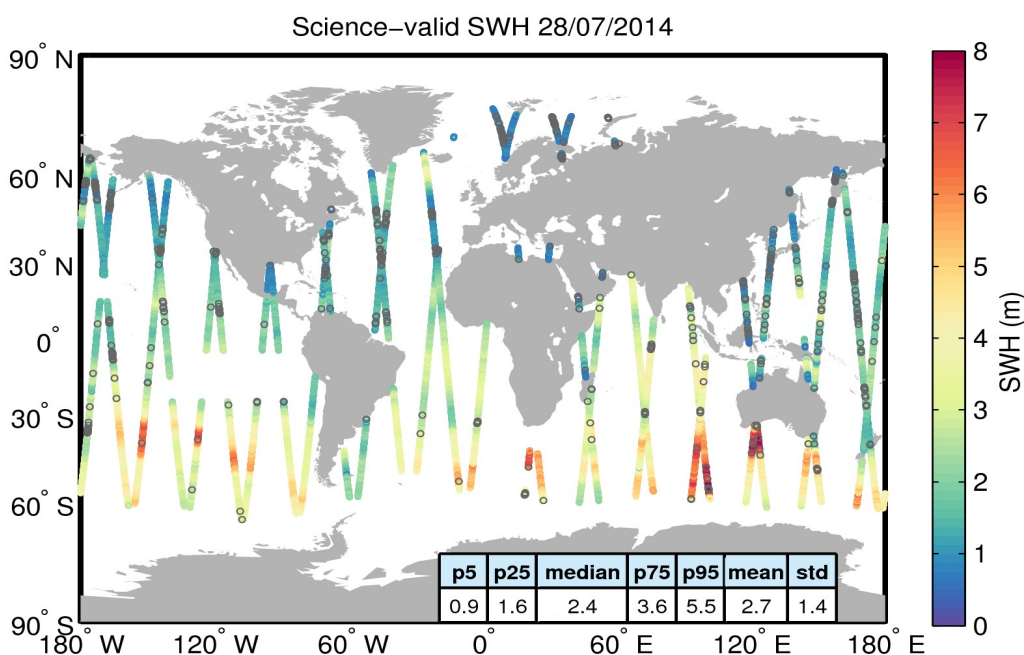 Science−valid SWH 28/07/2014
90° N
60° N
30° N
0°
30° S
60° S
90° S
180° W
120° W
60° W
0°
60° E
120° E
180° E
p5 p25 median p75 p95 mean std
0.9 1.6 2.4 3.6 5.5 2.7 1.4
8
7
6
5
4
3
2
1
0
SWH (m)